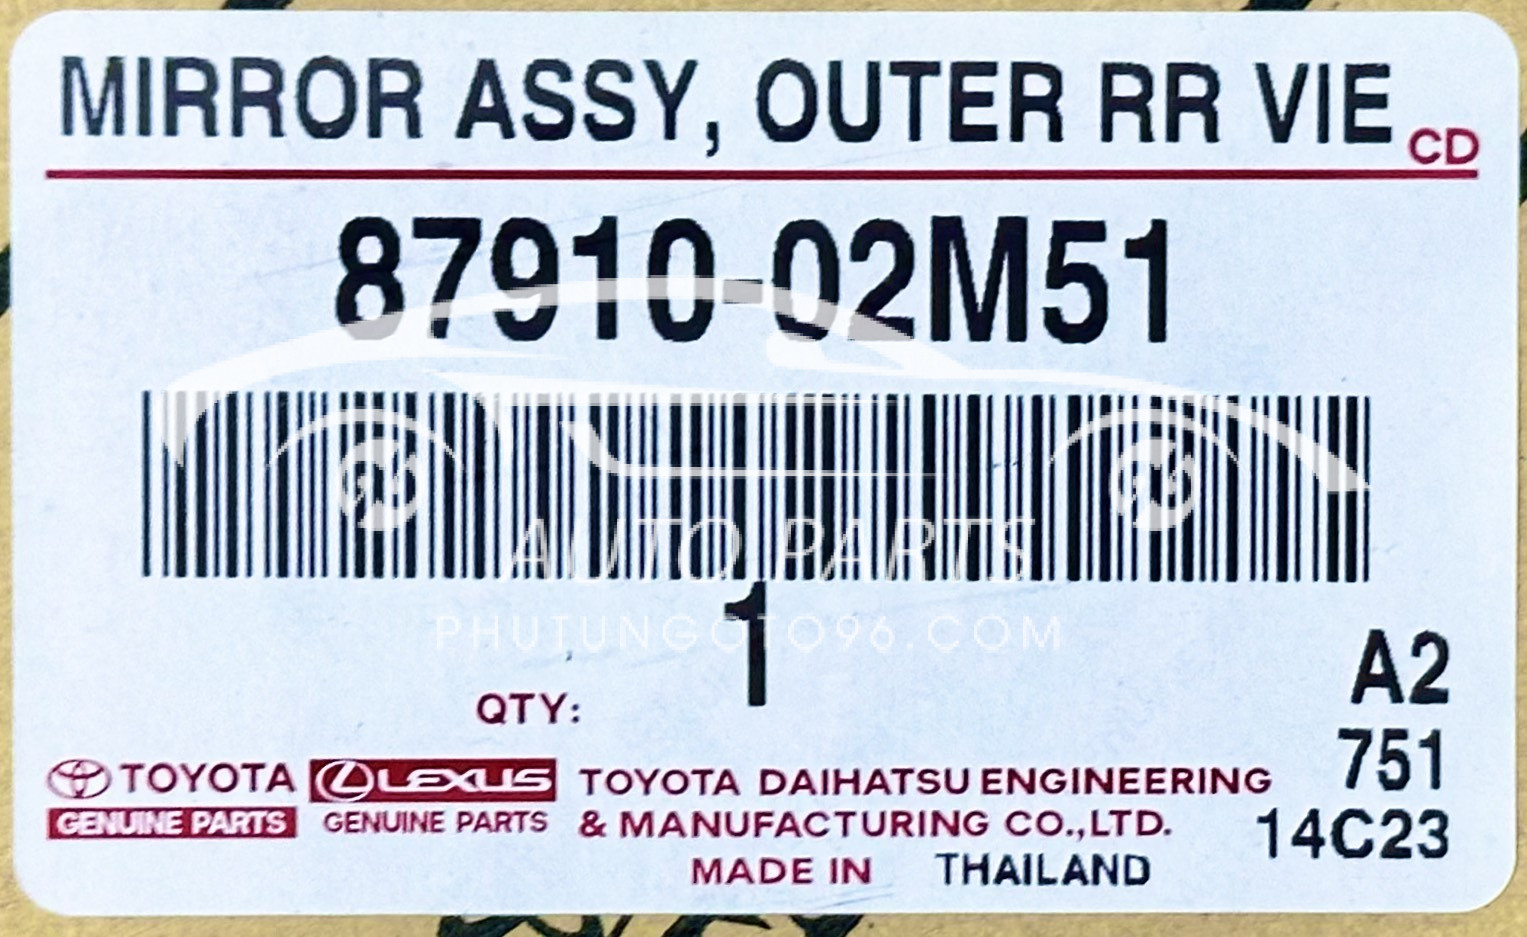 MIRROR ASSY, OUTER RR VIE
CD
87910-02M51
AUTO PARTS
1
PHUTUNGOTO96.COM
A2
QTY:
751
TOYOTA LEXUS TOYOTA DAIHATSU ENGINEERING
GENUINE PARTS GENUINE PARTS & MANUFACTURING CO.,LTD.
14C23
MADE IN THAILAND